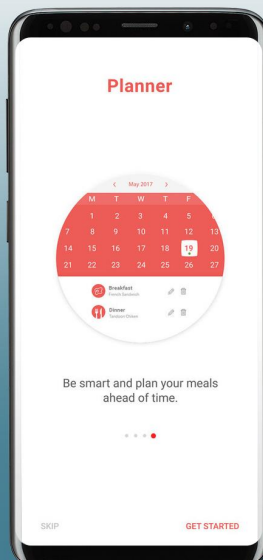 Planner
May 2017
M T W T F
1 2 3 4 5
7 8 9 10 11 12 13
14 15 16 17 18 19 20
21 22 23 24 25 26 27
Breakfast
French Sandwich
Dinner
Be smart and plan your meals
ahead of time.
SKIP GET STARTED